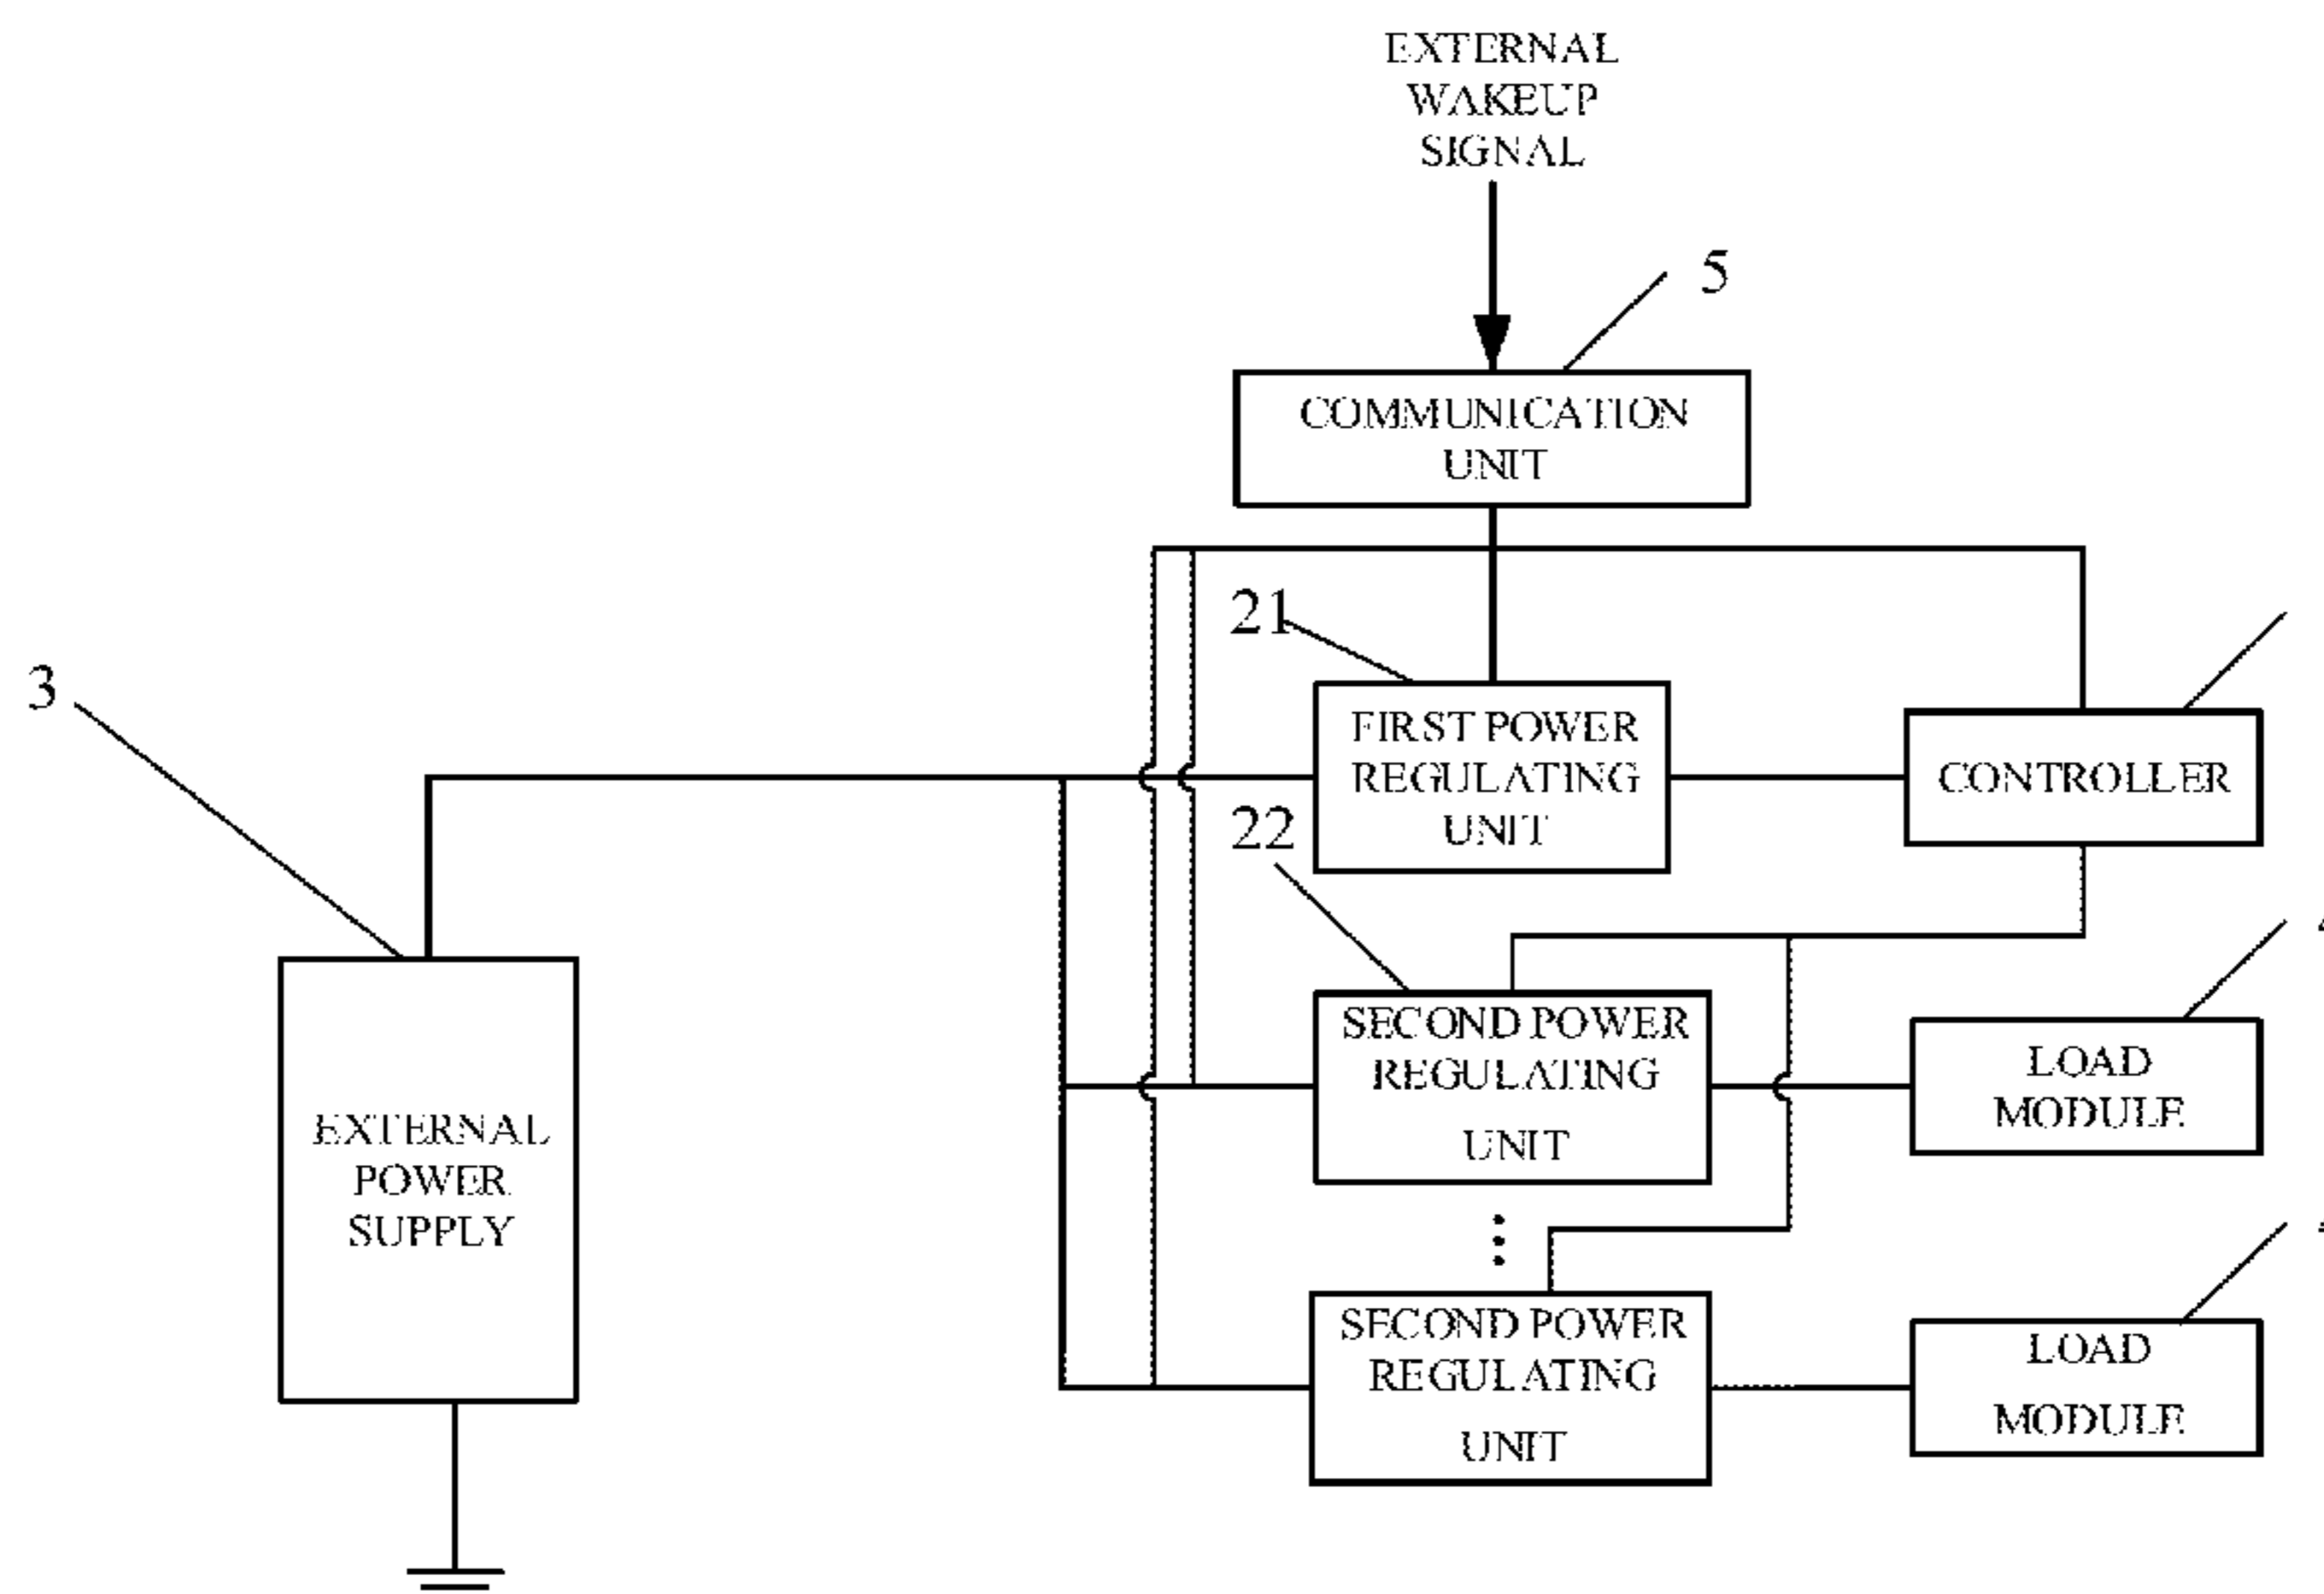 EXTERNAL
WAKEUP
SIGNAL
5
COMMUNICATION
UNIT
21
3
FIRST POWER
REGULATING
UNIT
CONTROLLER
22
SECOND POWER
REGULATING
UNIT
LOAD
MODULE
EXTERNAL
POWER
SUPPLY
SECOND POWER
REGULATING
UNIT
LOAD
MODULE